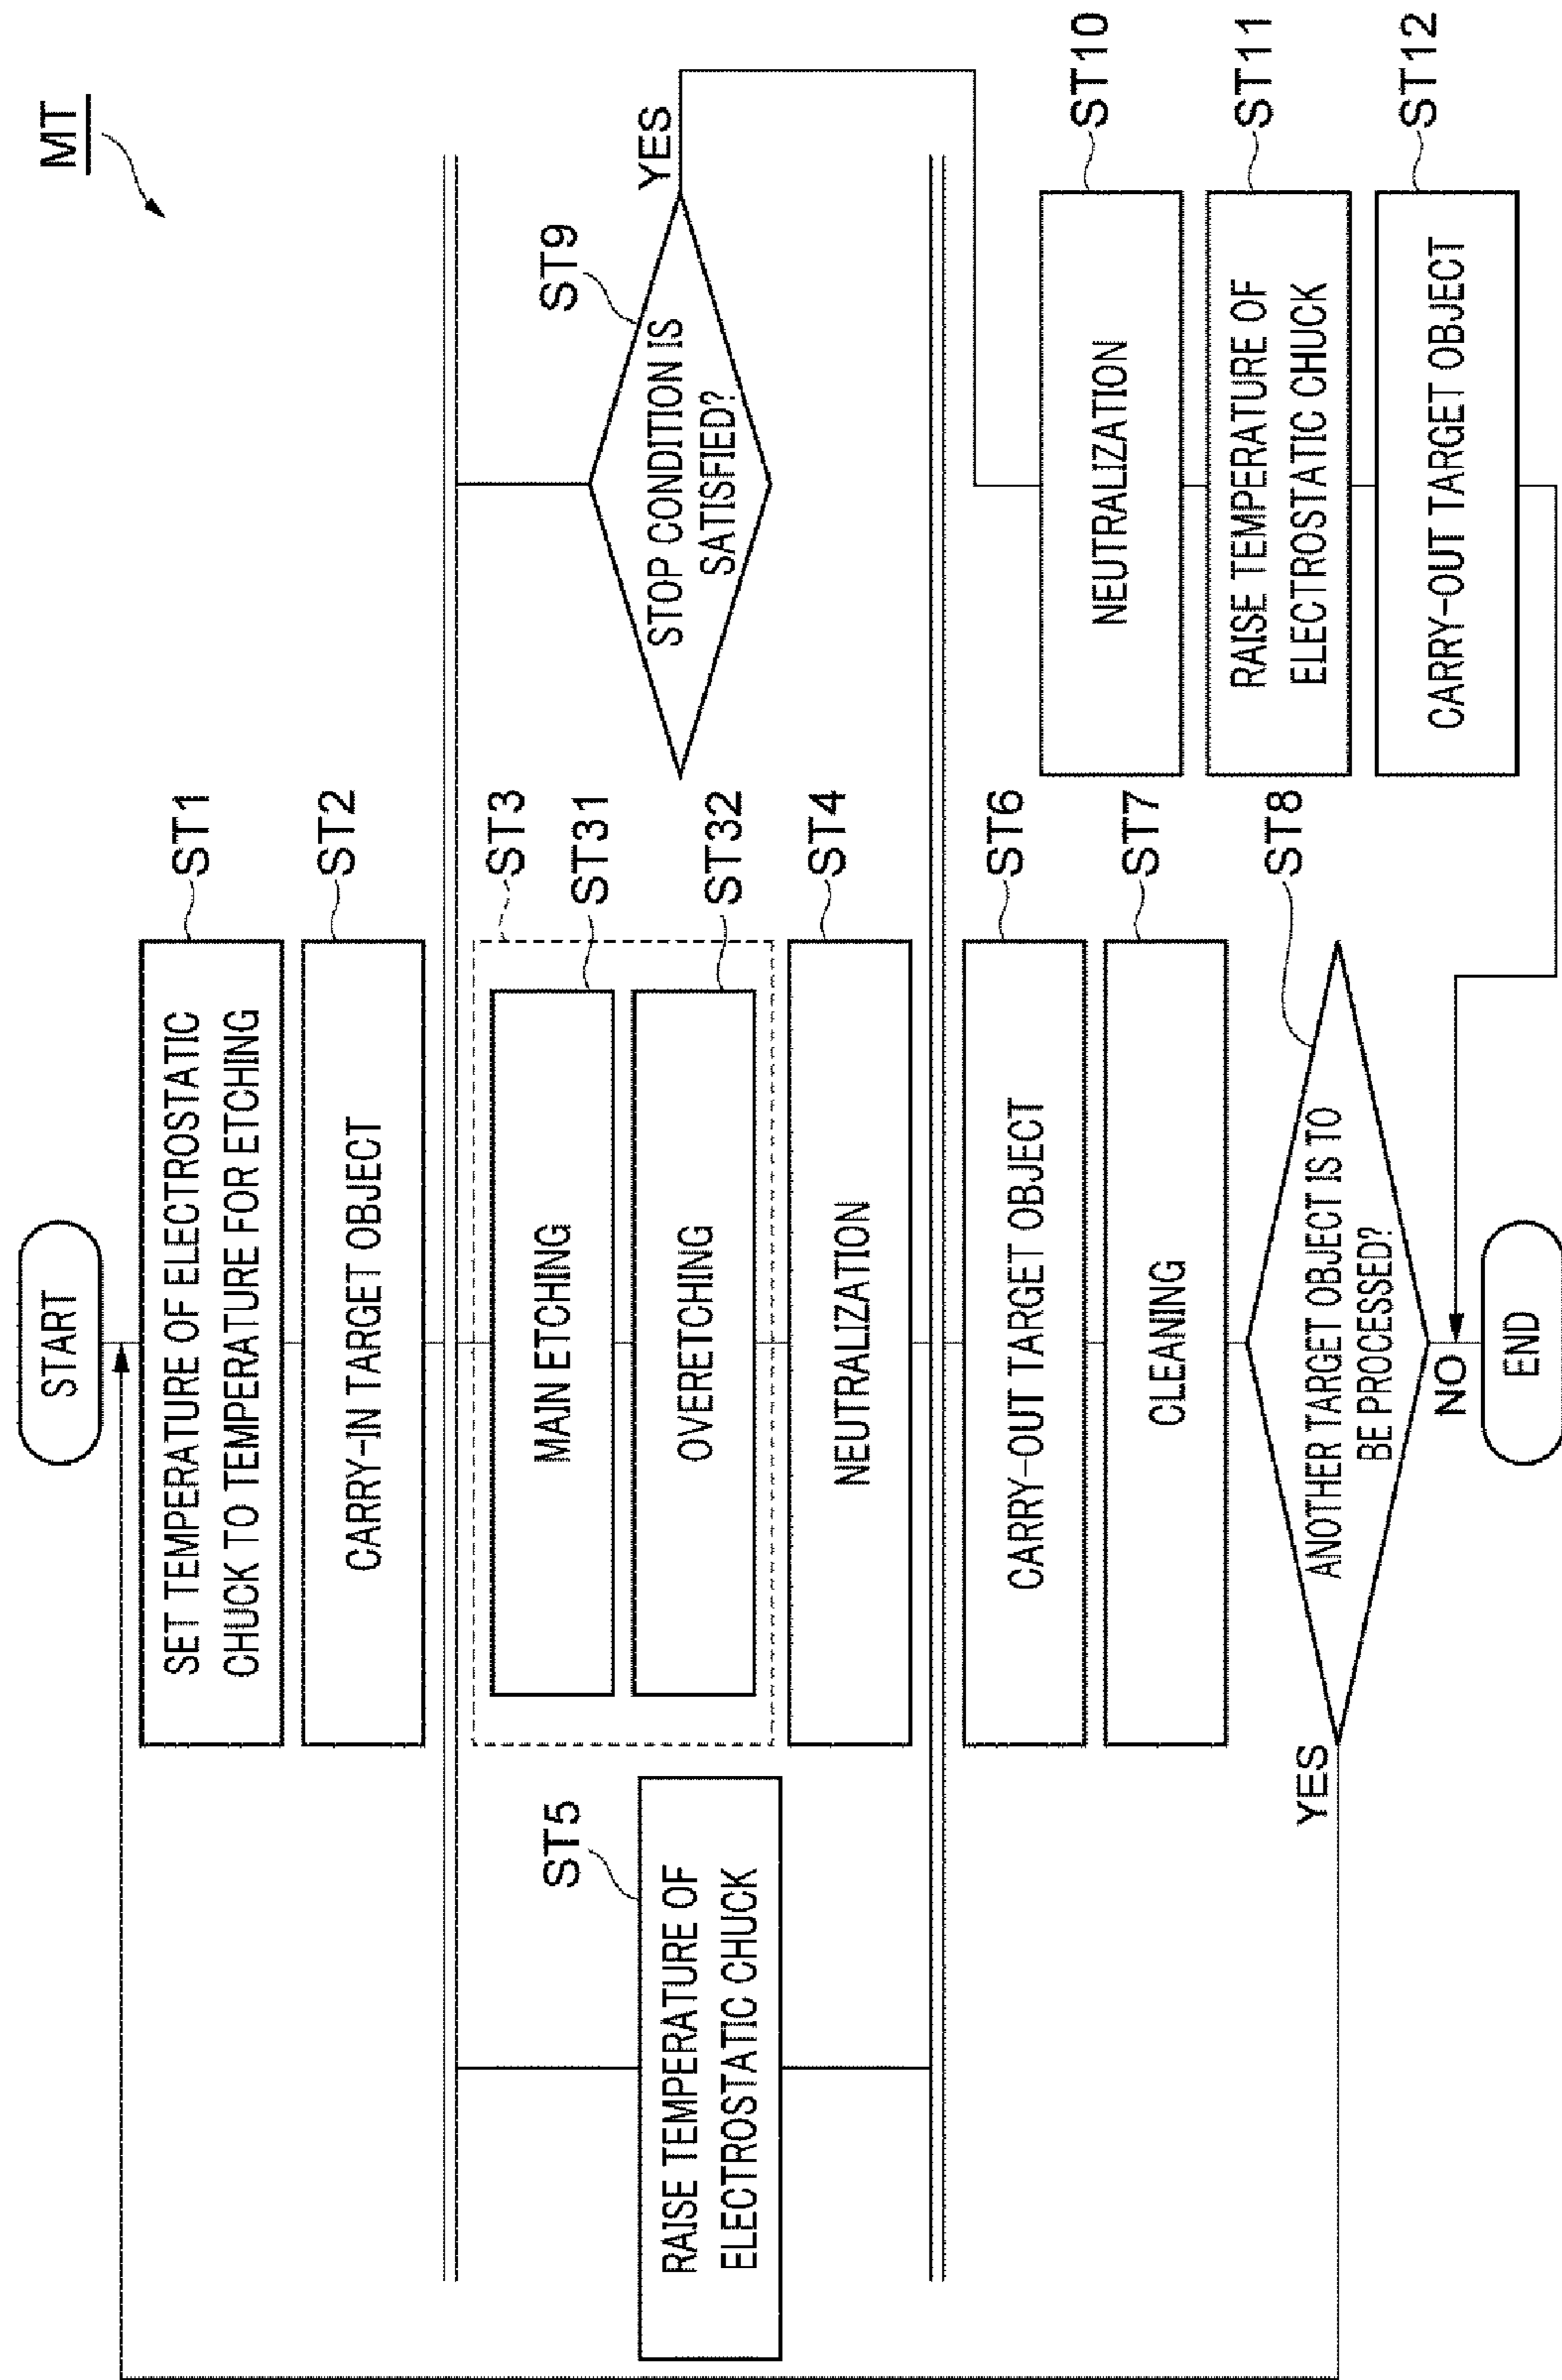 MT
START
SET TEMPERATURE OF ELECTROSTATIC
CHUCK TO TEMPERATURE FOR ETCHING
ST1
CARRY-IN TARGET OBJECT
ST2
ST5
RAISE TEMPERATURE OF
ELECTROSTATIC CHUCK
ST3
MAIN ETCHING
ST31
OVERETCHING
ST32
NEUTRALIZATION
ST4
ST9
STOP CONDITION IS
SATISFIED?
YES
CARRY-OUT TARGET OBJECT
ST6
CLEANING
ST7
ANOTHER TARGET OBJECT IS TO
BE PROCESSED?
ST8
YES
NO
NEUTRALIZATION
ST10
RAISE TEMPERATURE OF
ELECTROSTATIC CHUCK
ST11
CARRY-OUT TARGET OBJECT
ST12
END